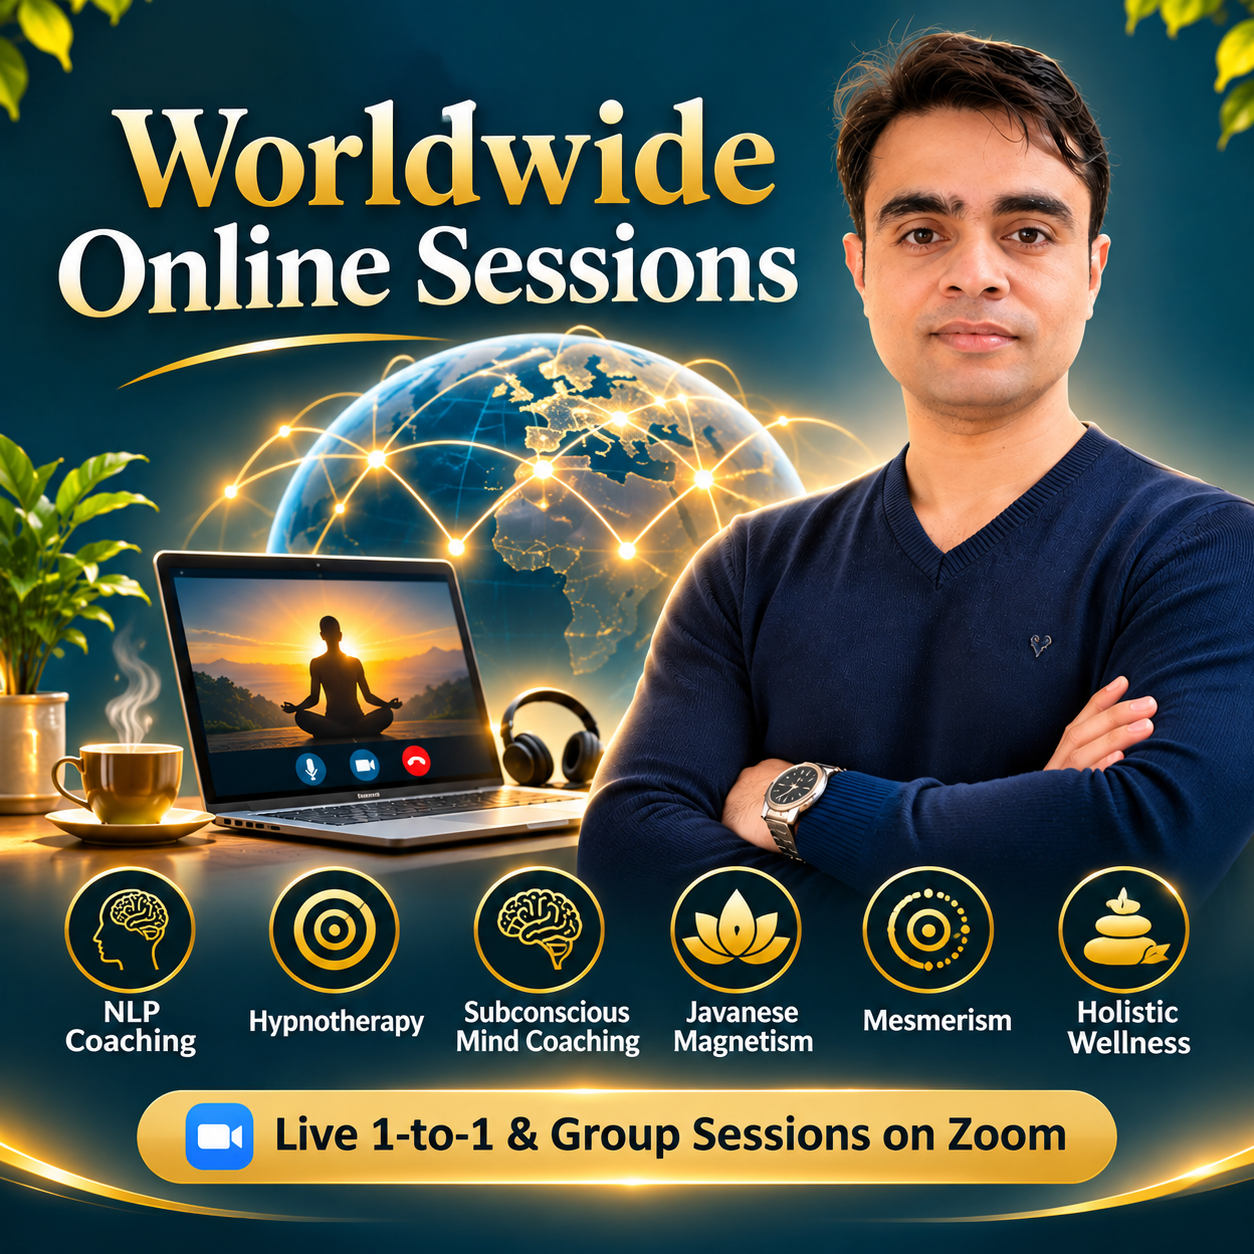 Worldwide
Online Sessions
NLP
Coaching
Hypnotherapy
Subconscious
Mind Coaching
Javanese
Magnetism
Mesmerism
Holistic
Wellness
Live 1-to-1 & Group Sessions on Zoom